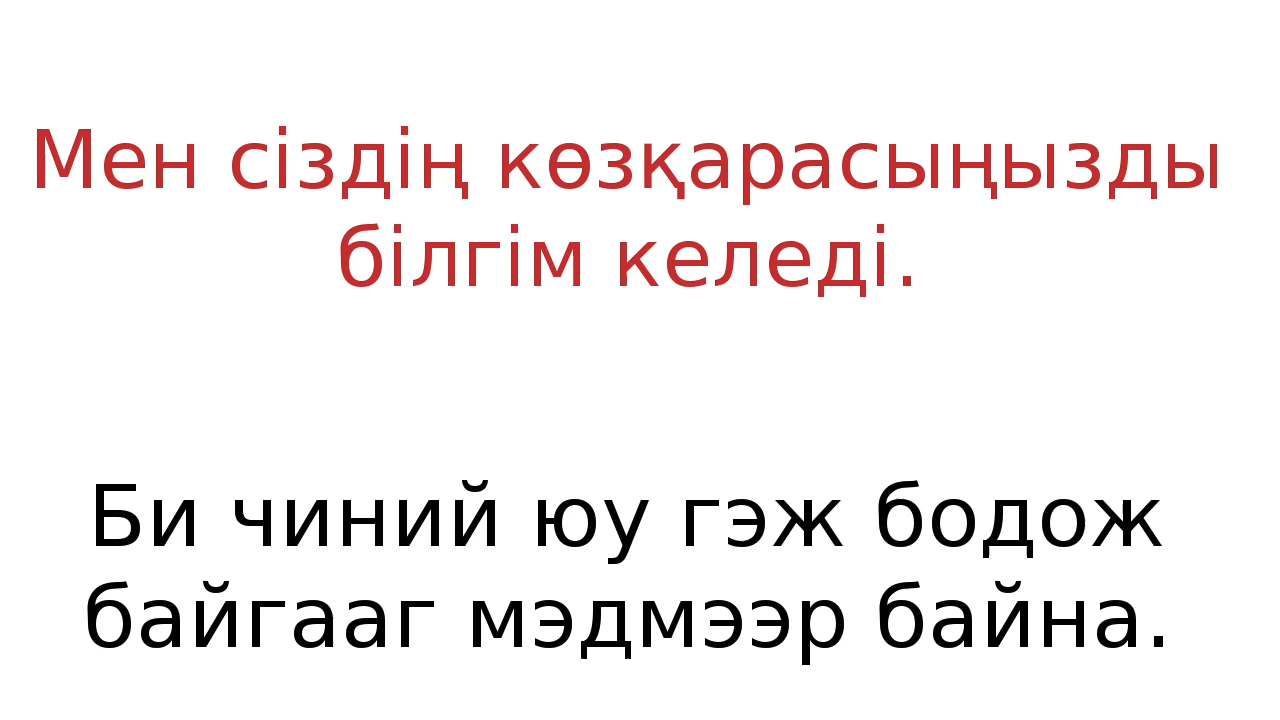 Мен сіздің көзқарасыңызды
білгім келеді.
Би чиний юу гэж бодож
байгааг мэдмээр байна.